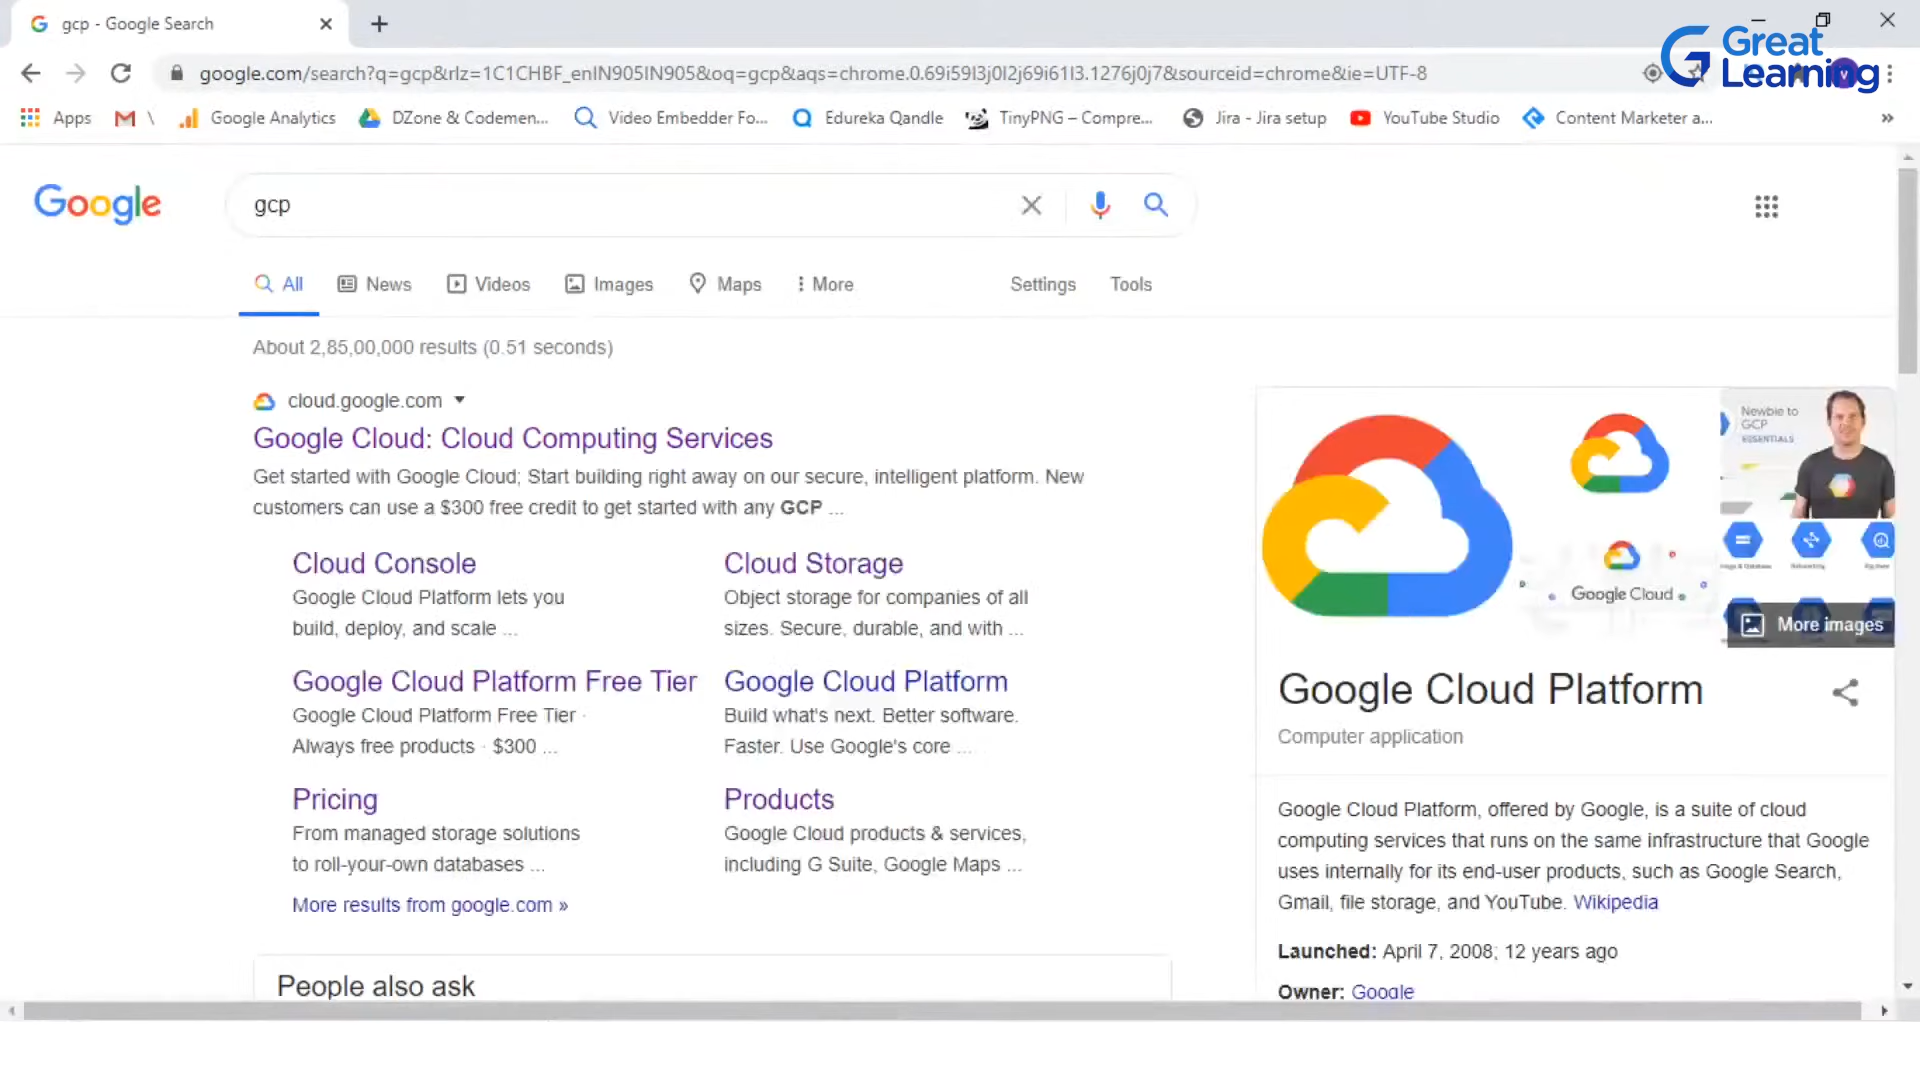 gcp - Google Search
Great
Learning
google.com/search?q=gcp&rlz=1C1CHBF_enIN905IN905&oq=gcp&aqs=chrome.0.69i59l3j0l2j69i61l3.1276j0j7&sourceid=chrome&ie=UTF-8
Apps
Google Analytics
DZone & Codemen...
Video Embedder Fo...
Edureka Qandle
TinyPNG – Compre...
Jira - Jira setup
YouTube Studio
Content Marketer a...
»
Google
gcp
All
News
Videos
Images
Maps
More
Settings
Tools
About 2,85,00,000 results (0.51 seconds)
cloud.google.com
Google Cloud: Cloud Computing Services
Get started with Google Cloud; Start building right away on our secure, intelligent platform. New
customers can use a $300 free credit to get started with any GCP ...
Cloud Console
Google Cloud Platform lets you
build, deploy, and scale ...
Cloud Storage
Object storage for companies of all
sizes. Secure, durable, and with ...
Google Cloud Platform Free Tier
Google Cloud Platform Free Tier ·
Always free products · $300 ...
Google Cloud Platform
Build what's next. Better software.
Faster. Use Google's core ...
Pricing
From managed storage solutions
to roll-your-own databases ...
Products
Google Cloud products & services,
including G Suite, Google Maps ...
More results from google.com »
People also ask
Newbie to
GCP
ESSENTIALS
Google Cloud
More images
Google Cloud Platform
Computer application
Google Cloud Platform, offered by Google, is a suite of cloud
computing services that runs on the same infrastructure that Google
uses internally for its end-user products, such as Google Search,
Gmail, file storage, and YouTube. Wikipedia
Launched: April 7, 2008; 12 years ago
Owner: Google